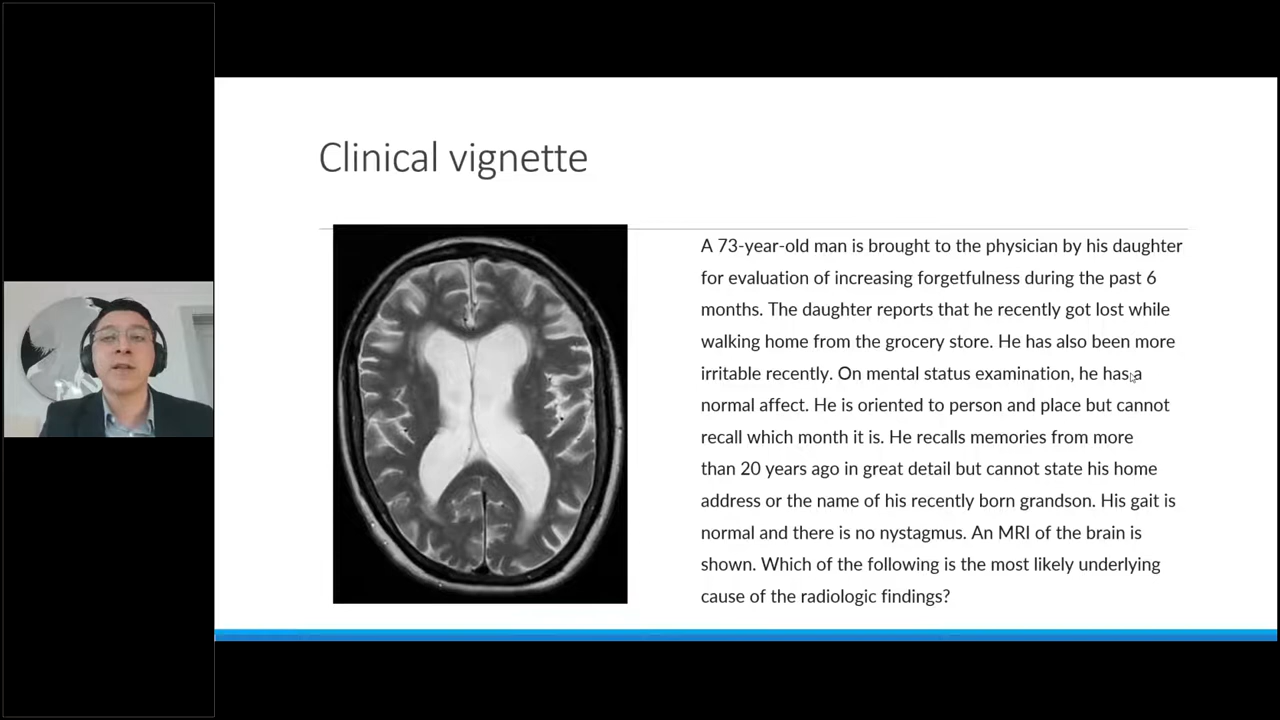 Clinical vignette
A 73-year-old man is brought to the physician by his daughter
for evaluation of increasing forgetfulness during the past 6
months. The daughter reports that he recently got lost while
walking home from the grocery store. He has also been more
irritable recently. On mental status examination, he has a
normal affect. He is oriented to person and place but cannot
recall which month it is. He recalls memories from more
than 20 years ago in great detail but cannot state his home
address or the name of his recently born grandson. His gait is
normal and there is no nystagmus. An MRI of the brain is
shown. Which of the following is the most likely underlying
cause of the radiologic findings?